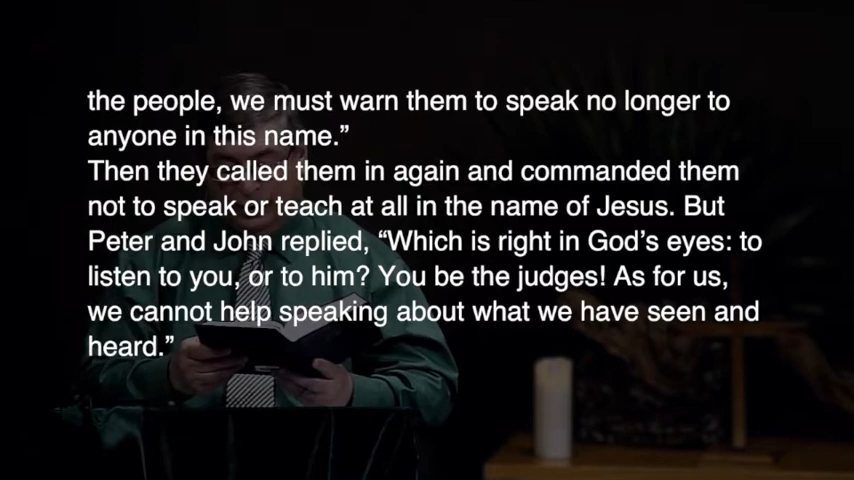 the people, we must warn them to speak no longer to
anyone in this name.”
Then they called them in again and commanded them
not to speak or teach at all in the name of Jesus. But
Peter and John replied, “Which is right in God’s eyes: to
listen to you, or to him? You be the judges! As for us,
we cannot help speaking about what we have seen and
heard.”